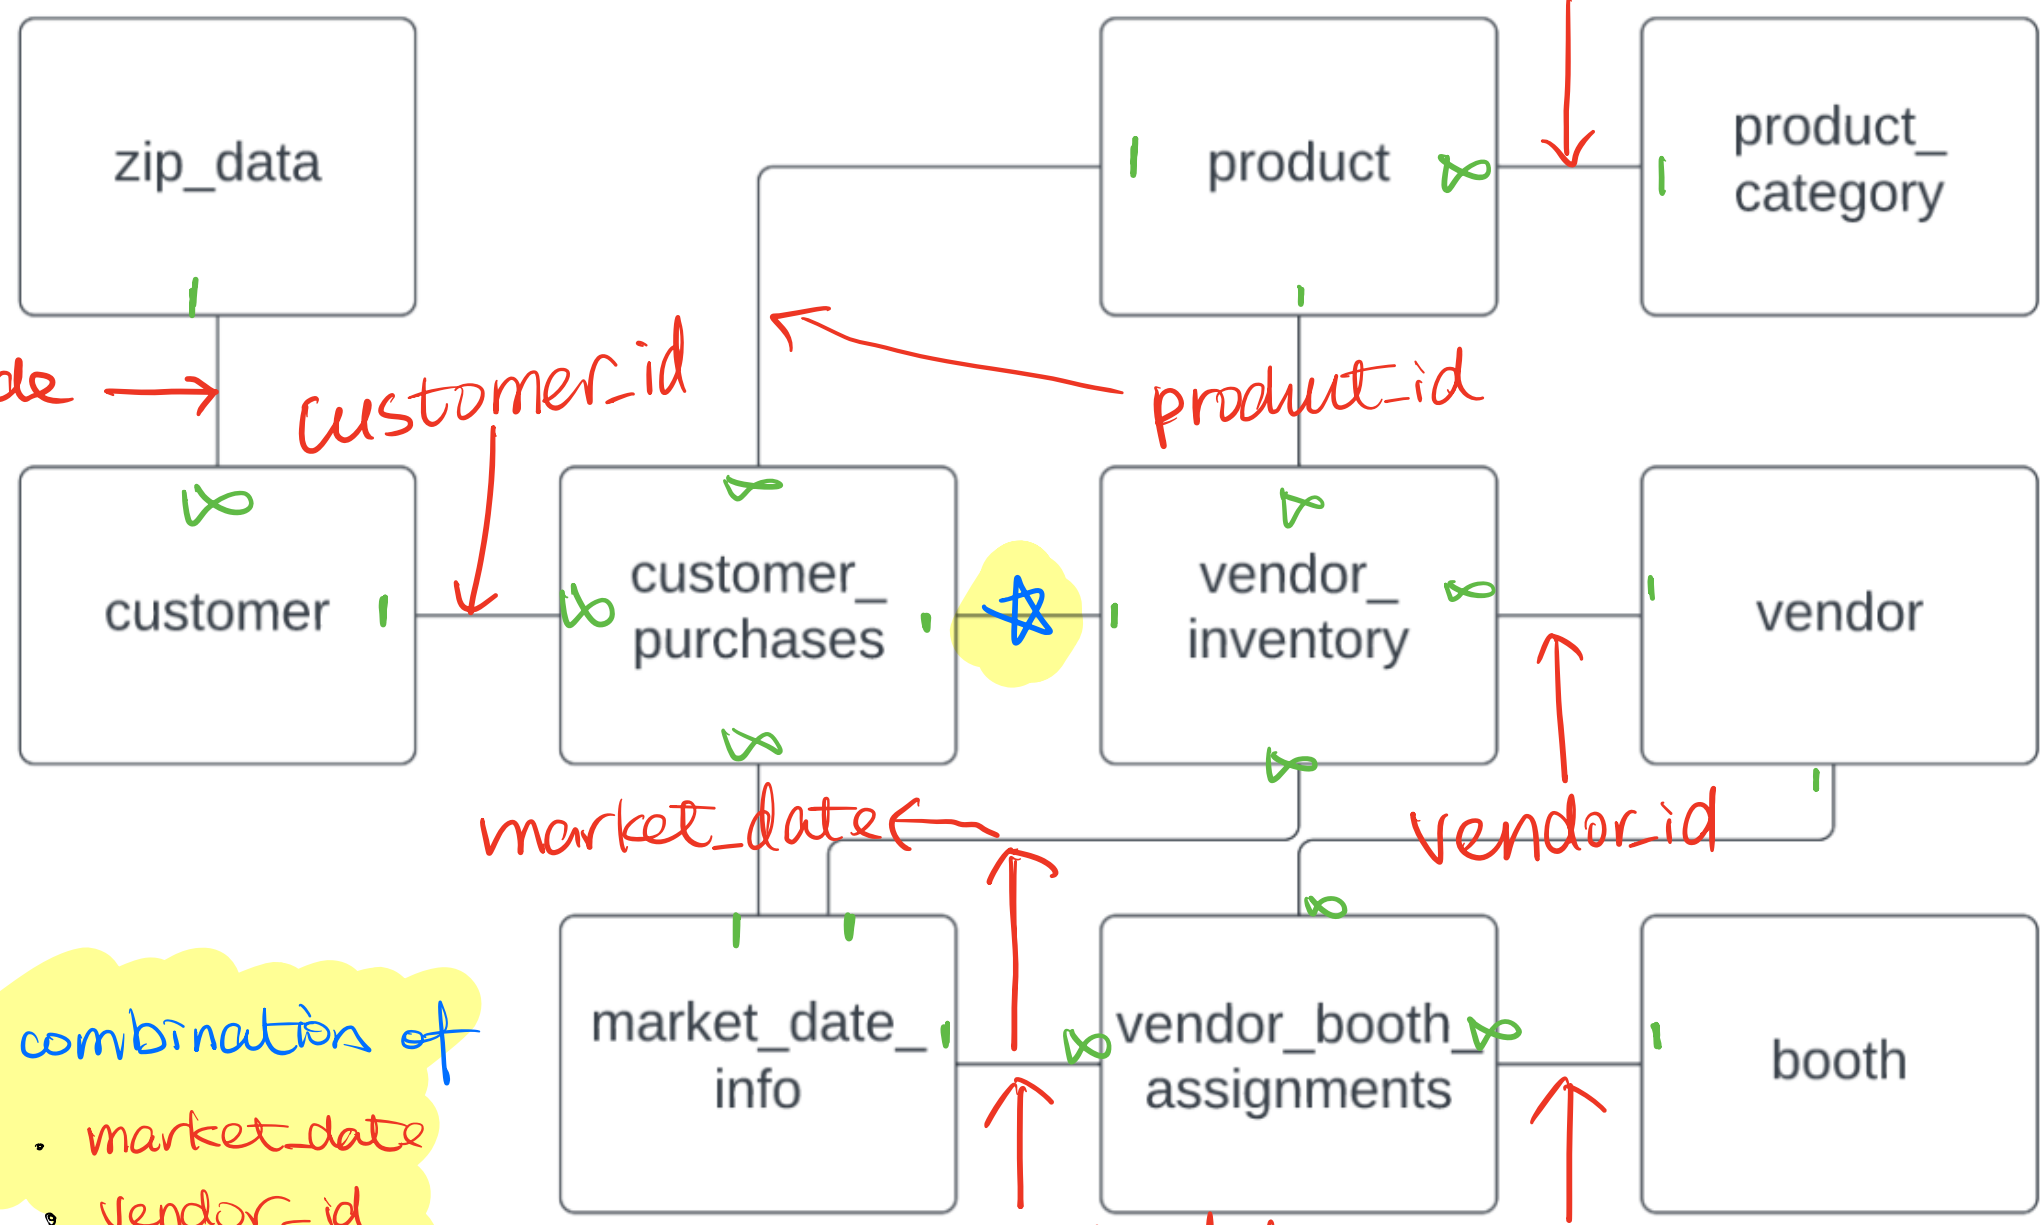 zip_data
product
product_
category
de
customer_id
product_id
customer
customer_
purchases
vendor_
inventory
vendor
market_date
vendor_id
combination of
. market_date
. vendor_id
market_date_
info
vendor_booth_
assignments
booth